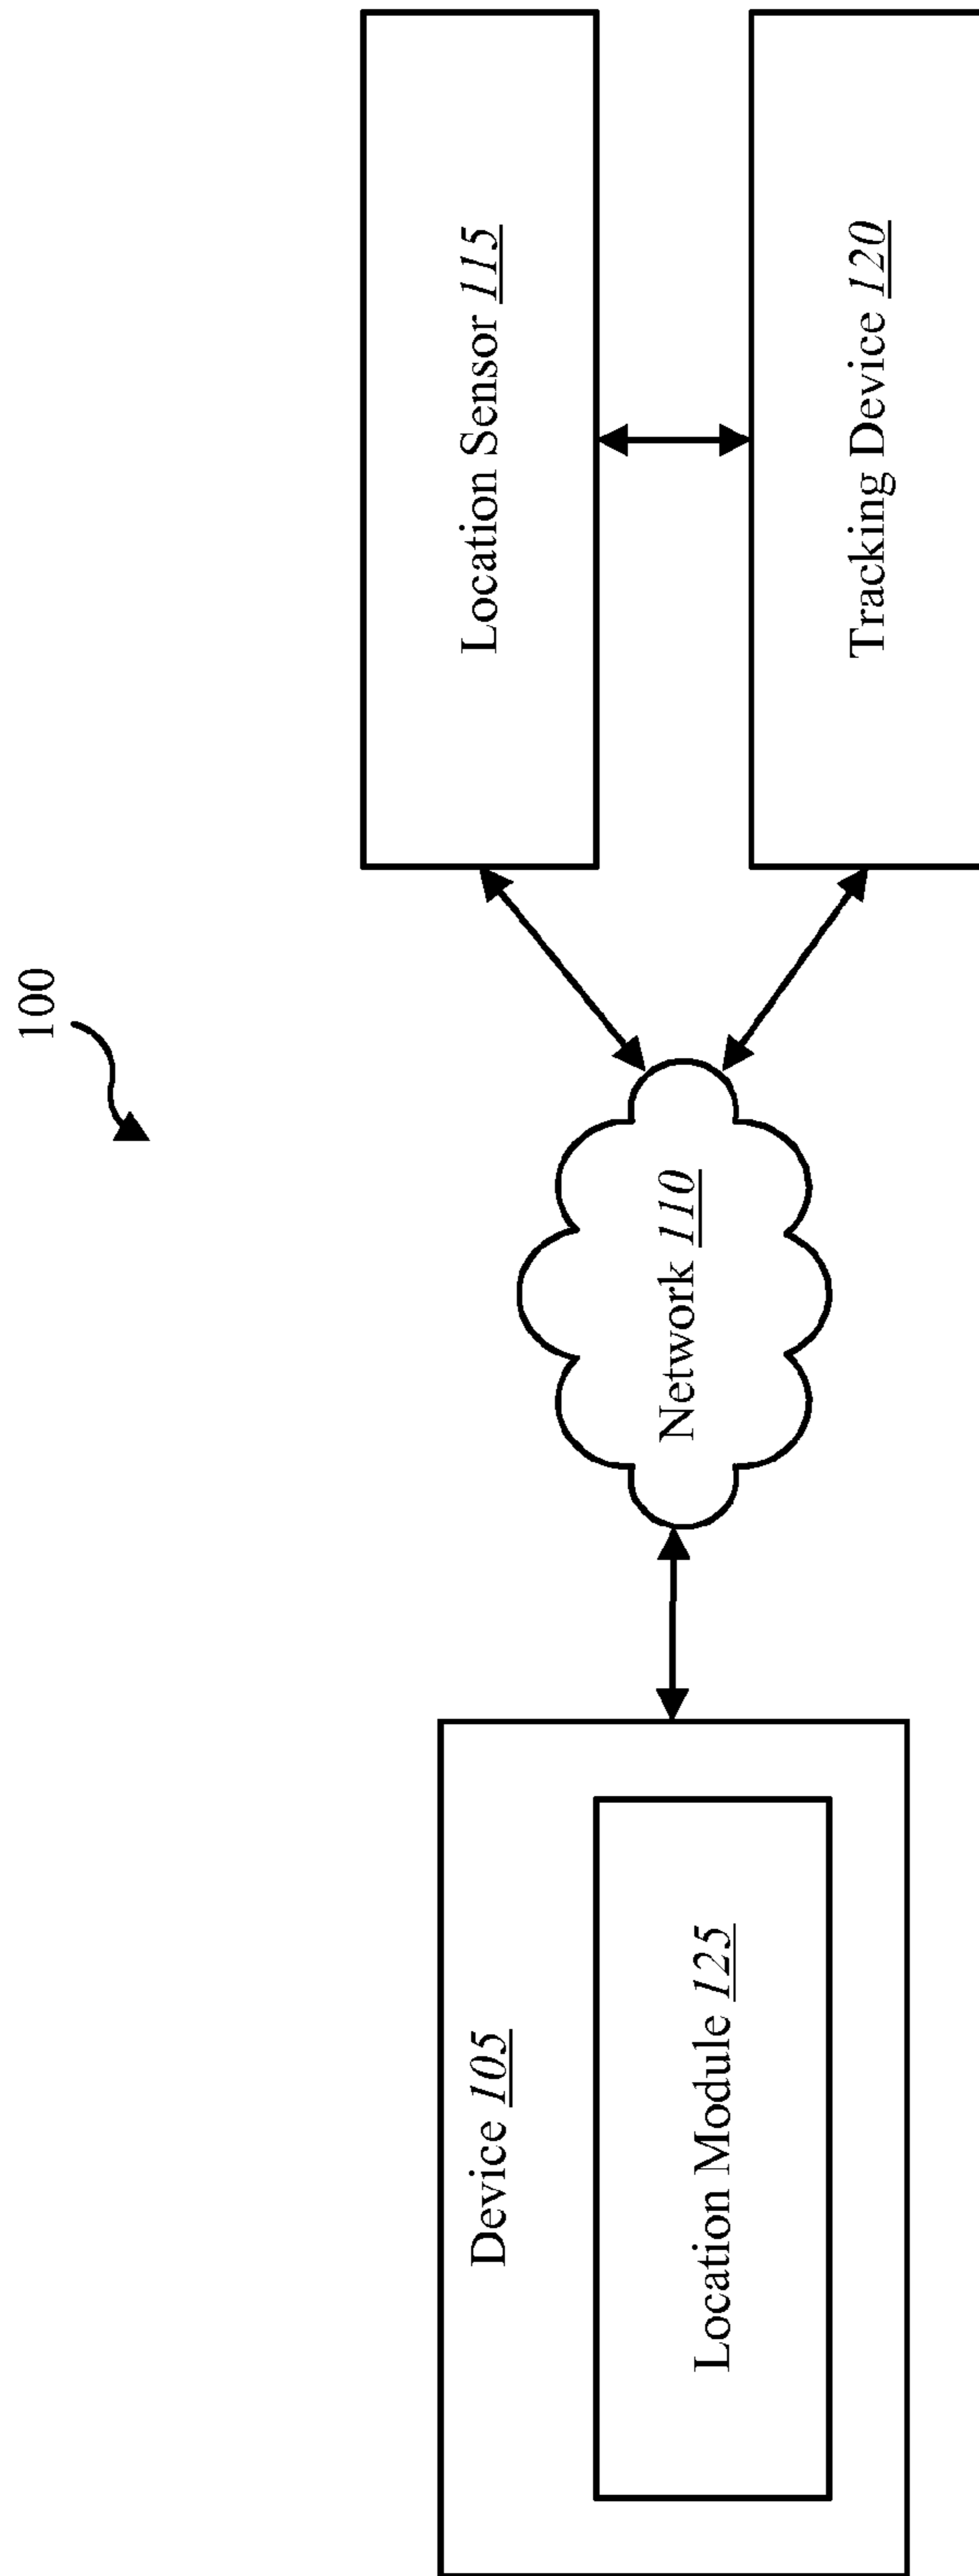 100
Device 105
Location Module 125
Network 110
Location Sensor 115
Tracking Device 120